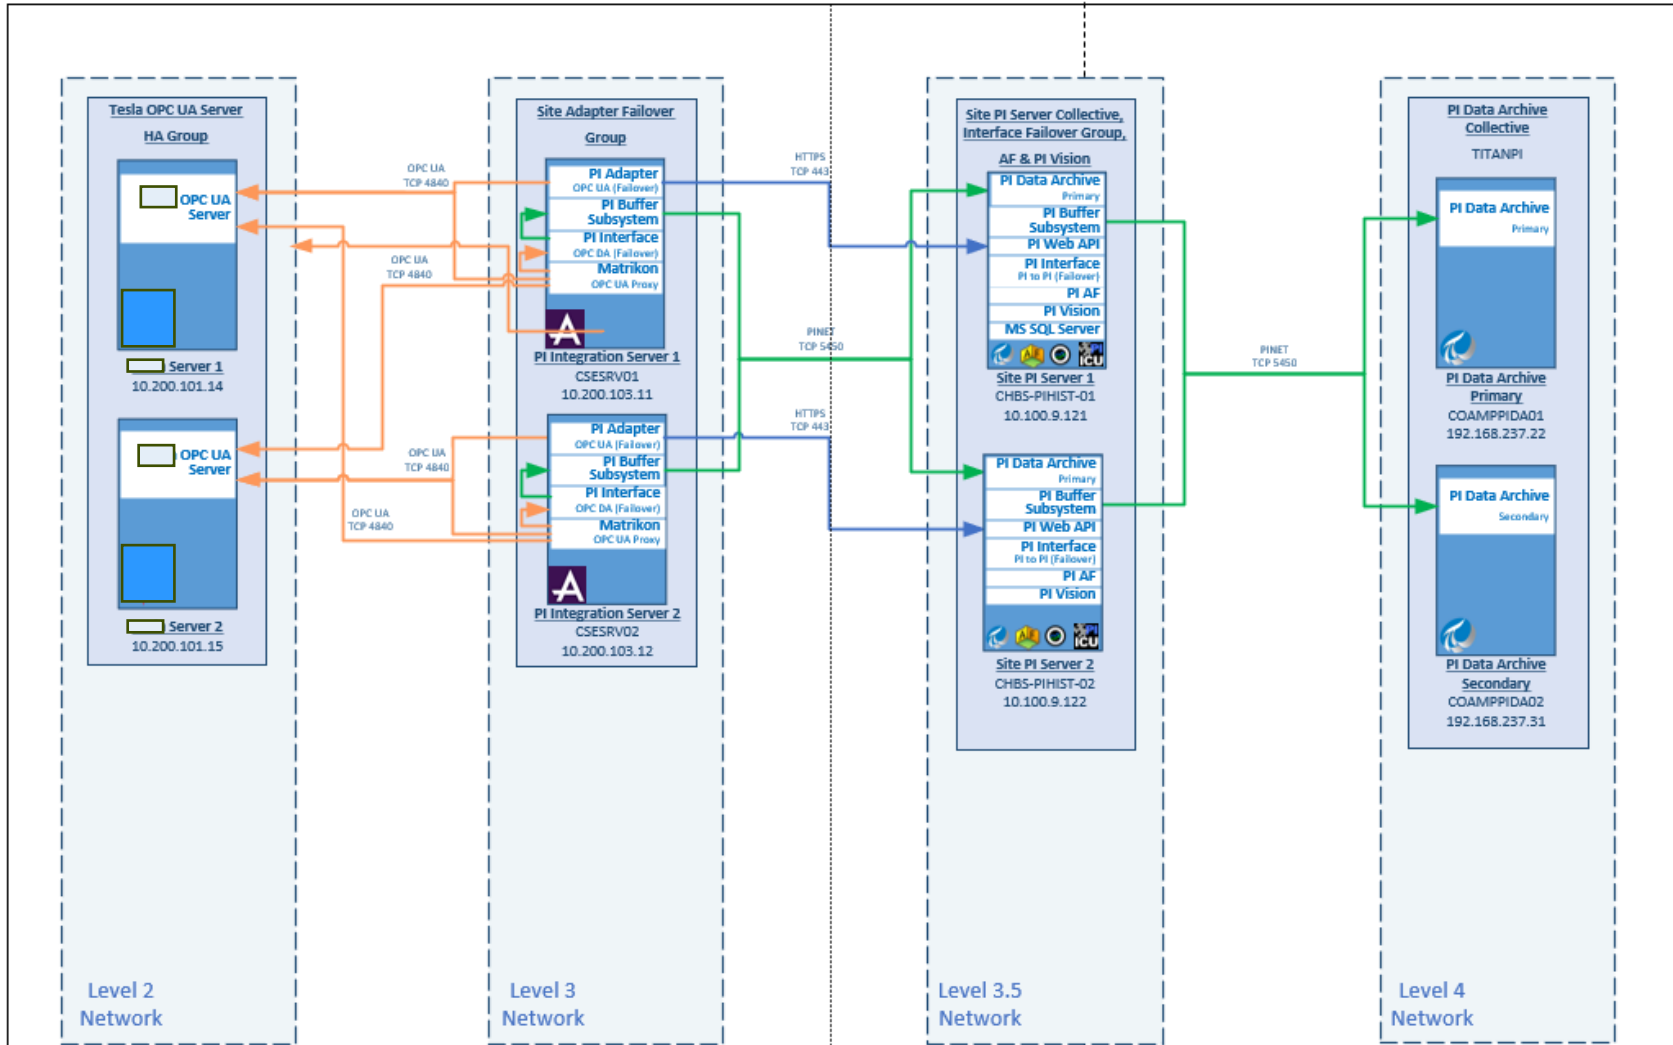 Tesla OPC UA Server
HA Group
OPC UA
Server
Server 1
10.200.101.14
OPC UA
Server
Server 2
10.200.101.15
Level 2
Network
OPC UA
TCP 4840
OPC UA
TCP 4840
OPC UA
TCP 4840
OPC UA
TCP 4840
Site Adapter Failover
Group
PI Adapter
OPC UA (Failover)
PI Buffer
Subsystem
PI Interface
OPC DA (Failover)
Matrikon
OPC UA Proxy
PI Integration Server 1
CSESRV01
10.200.103.11
PI Adapter
OPC UA (Failover)
PI Buffer
Subsystem
PI Interface
OPC DA (Failover)
Matrikon
OPC UA Proxy
PI Integration Server 2
CSESRV02
10.200.103.12
Level 3
Network
HTTPS
TCP 443
PINET
TCP 5450
HTTPS
TCP 443
Site PI Server Collective,
Interface Failover Group,
AF & PI Vision
PI Data Archive
Primary
PI Buffer
Subsystem
PI Web API
PI Interface
PI to PI (Failover)
PI AF
PI Vision
MS SQL Server
ICU
Site PI Server 1
CHBS-PIHIST-01
10.100.9.121
PI Data Archive
Primary
PI Buffer
Subsystem
PI Web API
PI Interface
PI to PI (Failover)
PI AF
PI Vision
ICU
Site PI Server 2
CHBS-PIHIST-02
10.100.9.122
Level 3.5
Network
PINET
TCP 5450
PI Data Archive
Collective
TITANPI
PI Data Archive
Primary
PI Data Archive
Primary
COAMPPIDA01
192.168.237.22
PI Data Archive
Secondary
PI Data Archive
Secondary
COAMPPIDA02
192.168.237.31
Level 4
Network